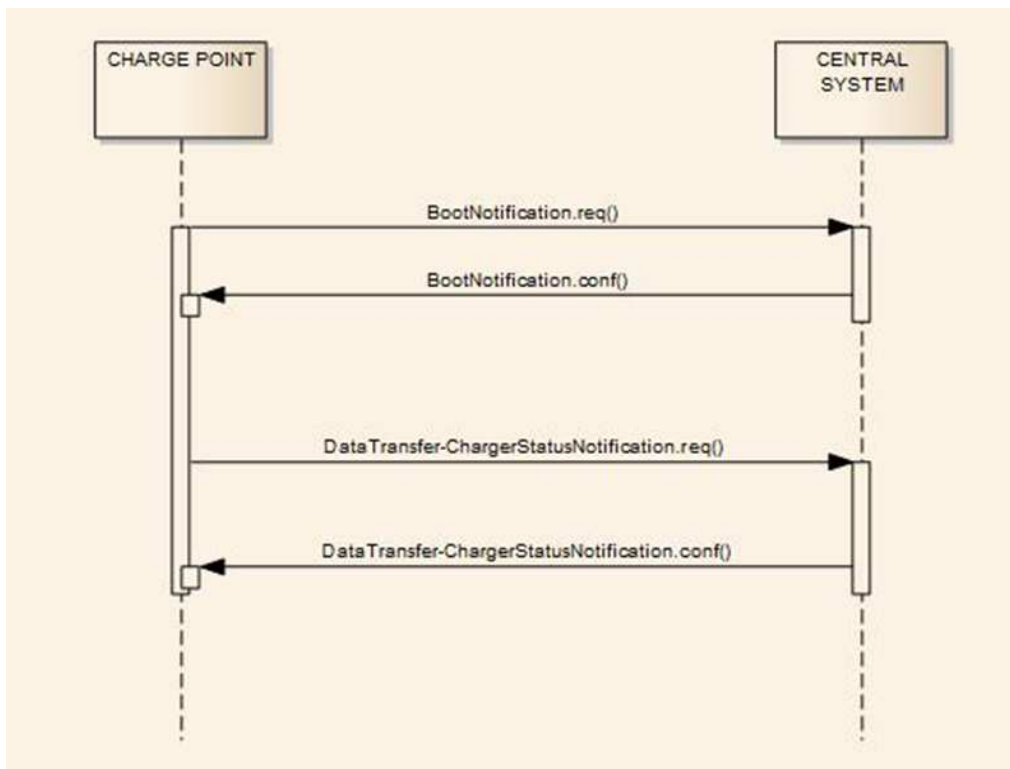 CHARGE POINT
CENTRAL
SYSTEM
BootNotification.req()
BootNotification.conf()
DataTransfer-ChargerStatusNotification.req()
DataTransfer-ChargerStatusNotification.conf()